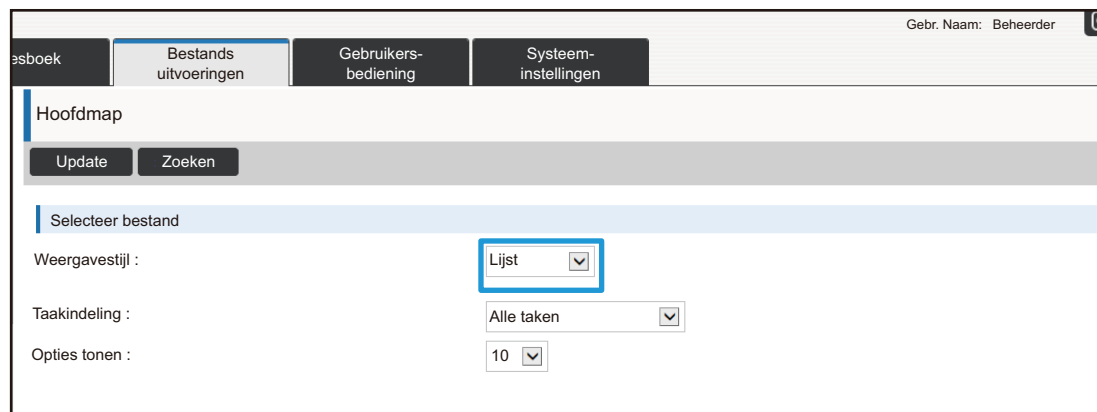 Gebr. Naam: Beheerder
esboek
Bestands
uitvoeringen
Gebruikers-
bediening
Systeem-
instellingen
Hoofdmap
Update Zoeken
Selecteer bestand
Weergavestijl : Lijst
Taakindeling : Alle taken
Opties tonen : 10